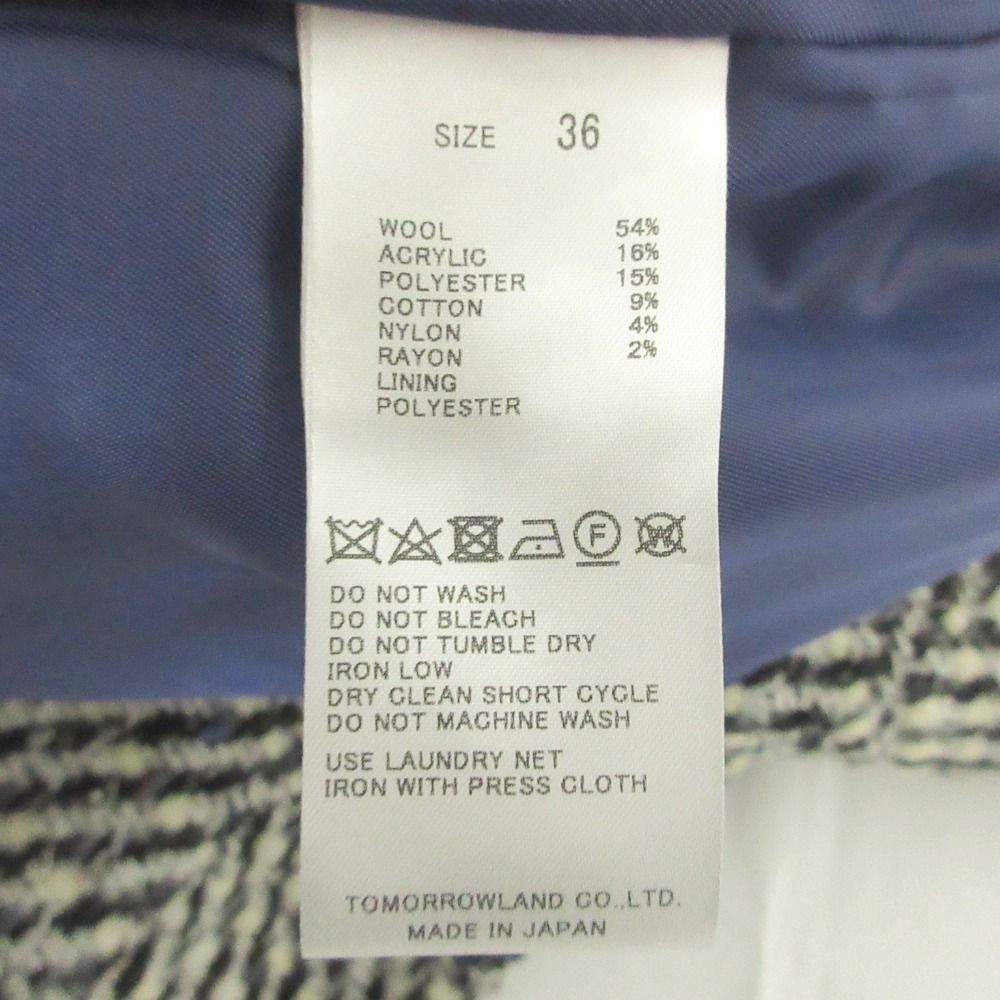 SIZE 36
WOOL 54%
ACRYLIC 16%
POLYESTER 15%
COTTON 9%
NYLON 4%
RAYON 2%
LINING
POLYESTER
F W
DO NOT WASH
DO NOT BLEACH
DO NOT TUMBLE DRY
IRON LOW
DRY CLEAN SHORT CYCLE
DO NOT MACHINE WASH
USE LAUNDRY NET
IRON WITH PRESS CLOTH
TOMORROWLAND CO.,LTD.
MADE IN JAPAN